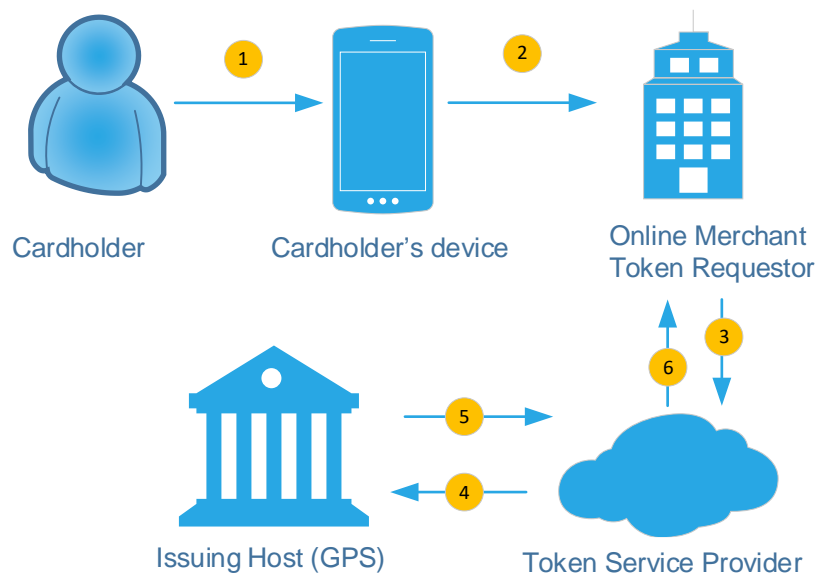 1
2
Cardholder
Cardholder's device
Online Merchant
Token Requestor
3
6
5
4
Issuing Host (GPS)
Token Service Provider